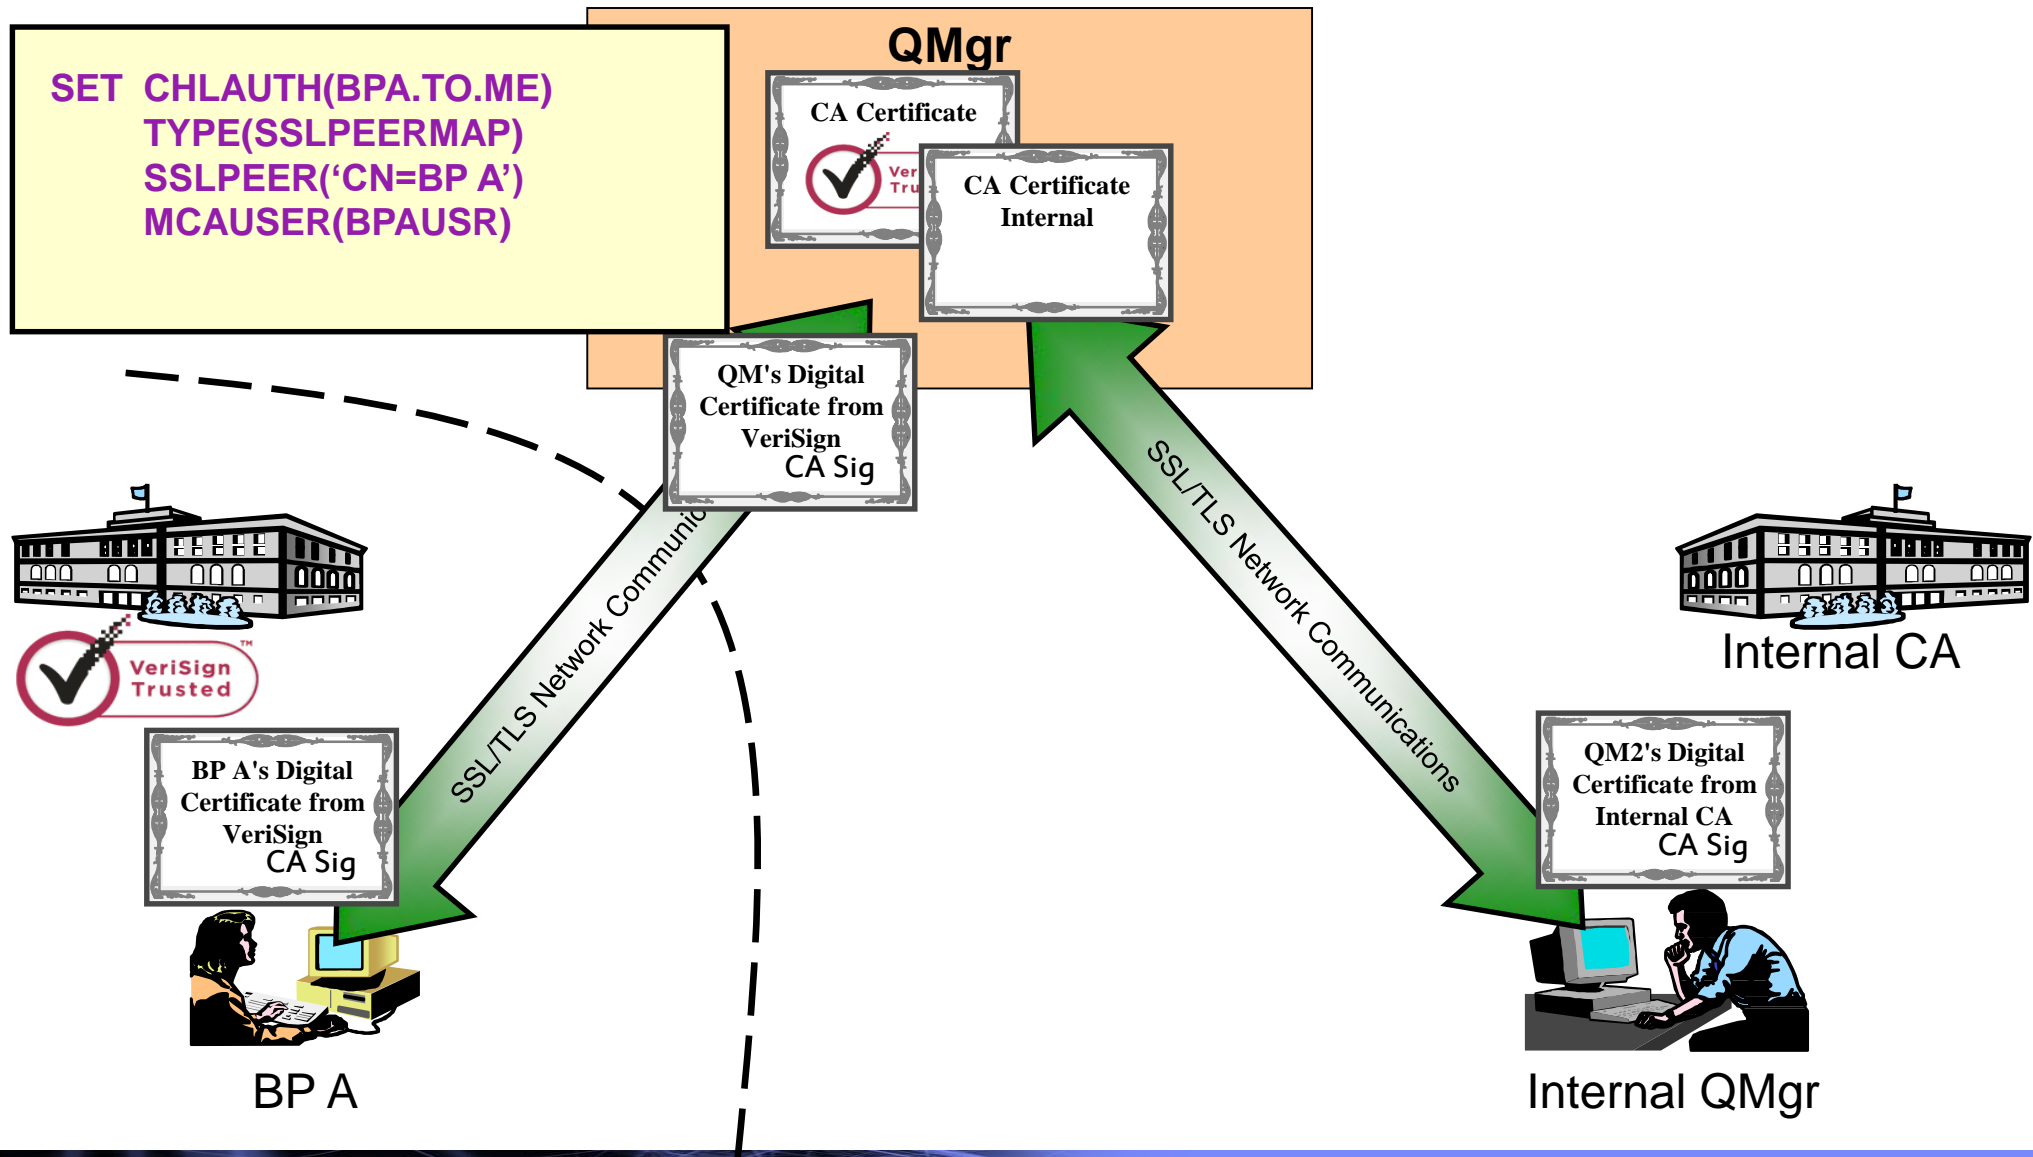 QMgr
SET CHLAUTH(BPA.TO.ME)
TYPE(SSLPEERMAP)
SSLPEER(‘CN=BP A’)
MCAUSER(BPAUSR)
CA Certificate
CA Certificate
Internal
QM's Digital
Certificate from
VeriSign
CA Sig
SSL/TLS Network
SSL/TLS Network Communications
VeriSign
Trusted
TM
Internal CA
BP A's Digital
Certificate from
VeriSign
CA Sig
QM2's Digital
Certificate from
Internal CA
CA Sig
BP A
Internal QMgr